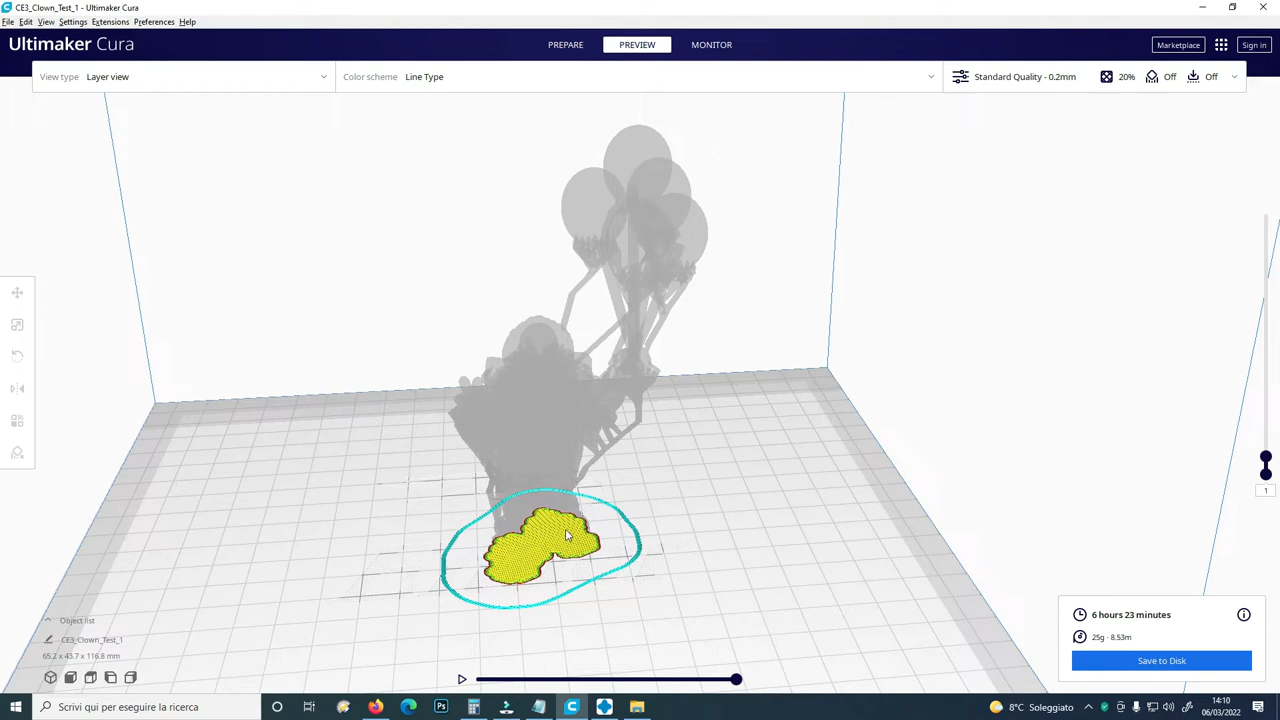 CE3_Clown_Test_1 - Ultimaker Cura
File Edit View Settings Extensions Preferences Help
Ultimaker Cura
PREPARE PREVIEW MONITOR
Marketplace Sign in
View type Layer view
Color scheme Line Type
Standard Quality - 0.2mm 20% Off Off
1
Object list
CE3_Clown_Test_1
65.2 x 43.7 x 116.8 mm
6 hours 23 minutes
25g · 8.53m
Save to Disk
Scrivi qui per eseguire la ricerca
Ps
8°C Soleggiato
14:10
06/03/2022